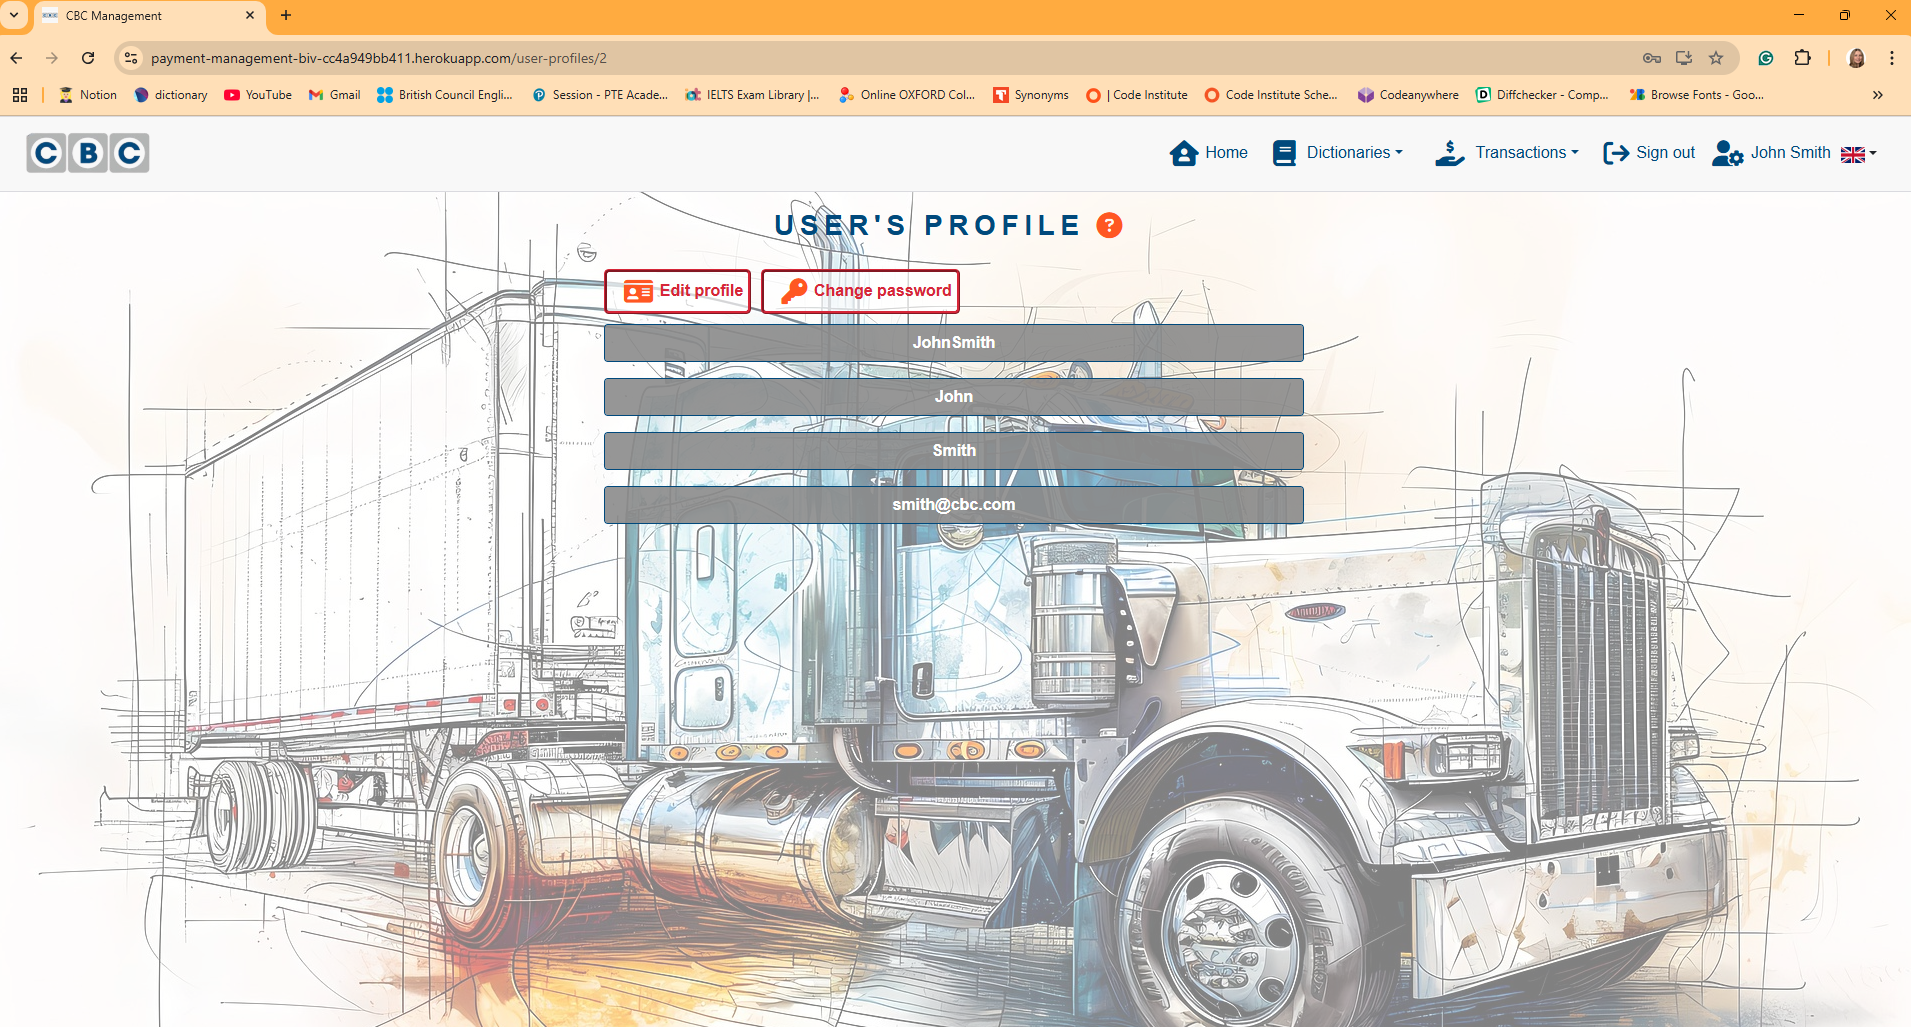 CBC Management
payment-management-biv-cc4a949bb411.herokuapp.com/user-profiles/2
Notion dictionary YouTube Gmail British Council Engli... Session - PTE Acade... IELTS Exam Library |... Online OXFORD Col... Synonyms | Code Institute Code Institute Sche... Codeanywhere Diffchecker - Comp... Browse Fonts - Goo...
CBC Home Dictionaries Transactions Sign out John Smith
USER'S PROFILE ?
Edit profile Change password
JohnSmith
John
Smith
smith@cbc.com